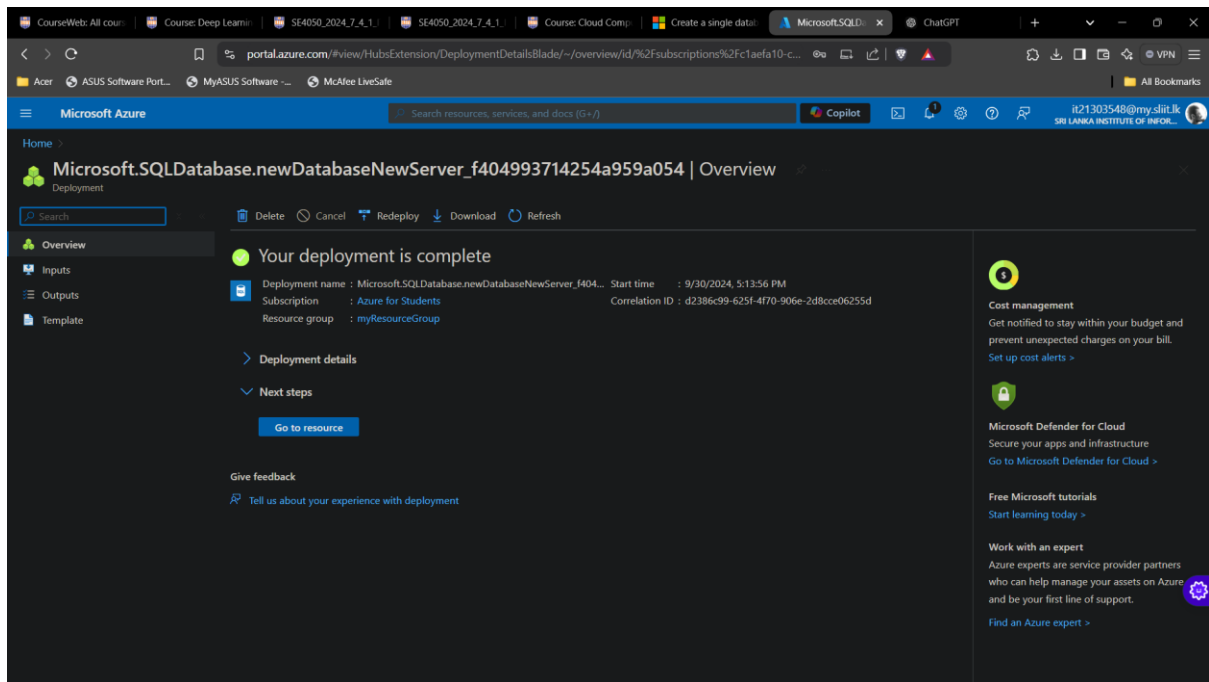 CourseWeb: All cours
Course: Deep Learnin
SE4050_2024_7_4_1_l
SE4050_2024_7_4_1_l
Course: Cloud Comp
Create a single datab
Microsoft.SQLDa
ChatGPT
portal.azure.com/#view/HubsExtension/DeploymentDetailsBlade/~/overview/id/%2Fsubscriptions%2Fc1aefa10-c...
VPN
Acer
ASUS Software Port...
MyASUS Software -...
McAfee LiveSafe
All Bookmarks
Microsoft Azure
Search resources, services, and docs (G+/)
Copilot
1
it21303548@my.sliit.lk
SRI LANKA INSTITUTE OF INFOR...
Home >
Microsoft.SQLDatabase.newDatabaseNewServer_f404993714254a959a054 | Overview
Deployment
Search
Delete
Cancel
Redeploy
Download
Refresh
Overview
Inputs
Outputs
Template
Your deployment is complete
Deployment name : Microsoft.SQLDatabase.newDatabaseNewServer_f404...
Subscription : Azure for Students
Resource group : myResourceGroup
Start time : 9/30/2024, 5:13:56 PM
Correlation ID : d2386c99-625f-4f70-906e-2d8cce06255d
Deployment details
Next steps
Go to resource
Give feedback
Tell us about your experience with deployment
Cost management
Get notified to stay within your budget and
prevent unexpected charges on your bill.
Set up cost alerts >
Microsoft Defender for Cloud
Secure your apps and infrastructure
Go to Microsoft Defender for Cloud >
Free Microsoft tutorials
Start learning today >
Work with an expert
Azure experts are service provider partners
who can help manage your assets on Azure
and be your first line of support.
Find an Azure expert >